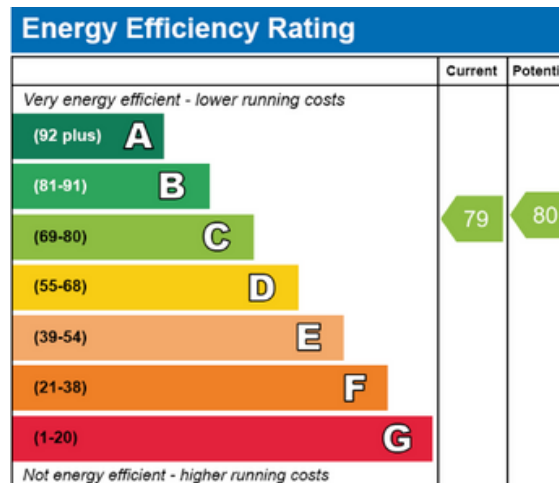 Energy Efficiency Rating
Current Potenti
Very energy efficient - lower running costs
(92 plus) A
(81-91) B
(69-80) C
79 80
(55-68) D
(39-54) E
(21-38) F
(1-20) G
Not energy efficient - higher running costs